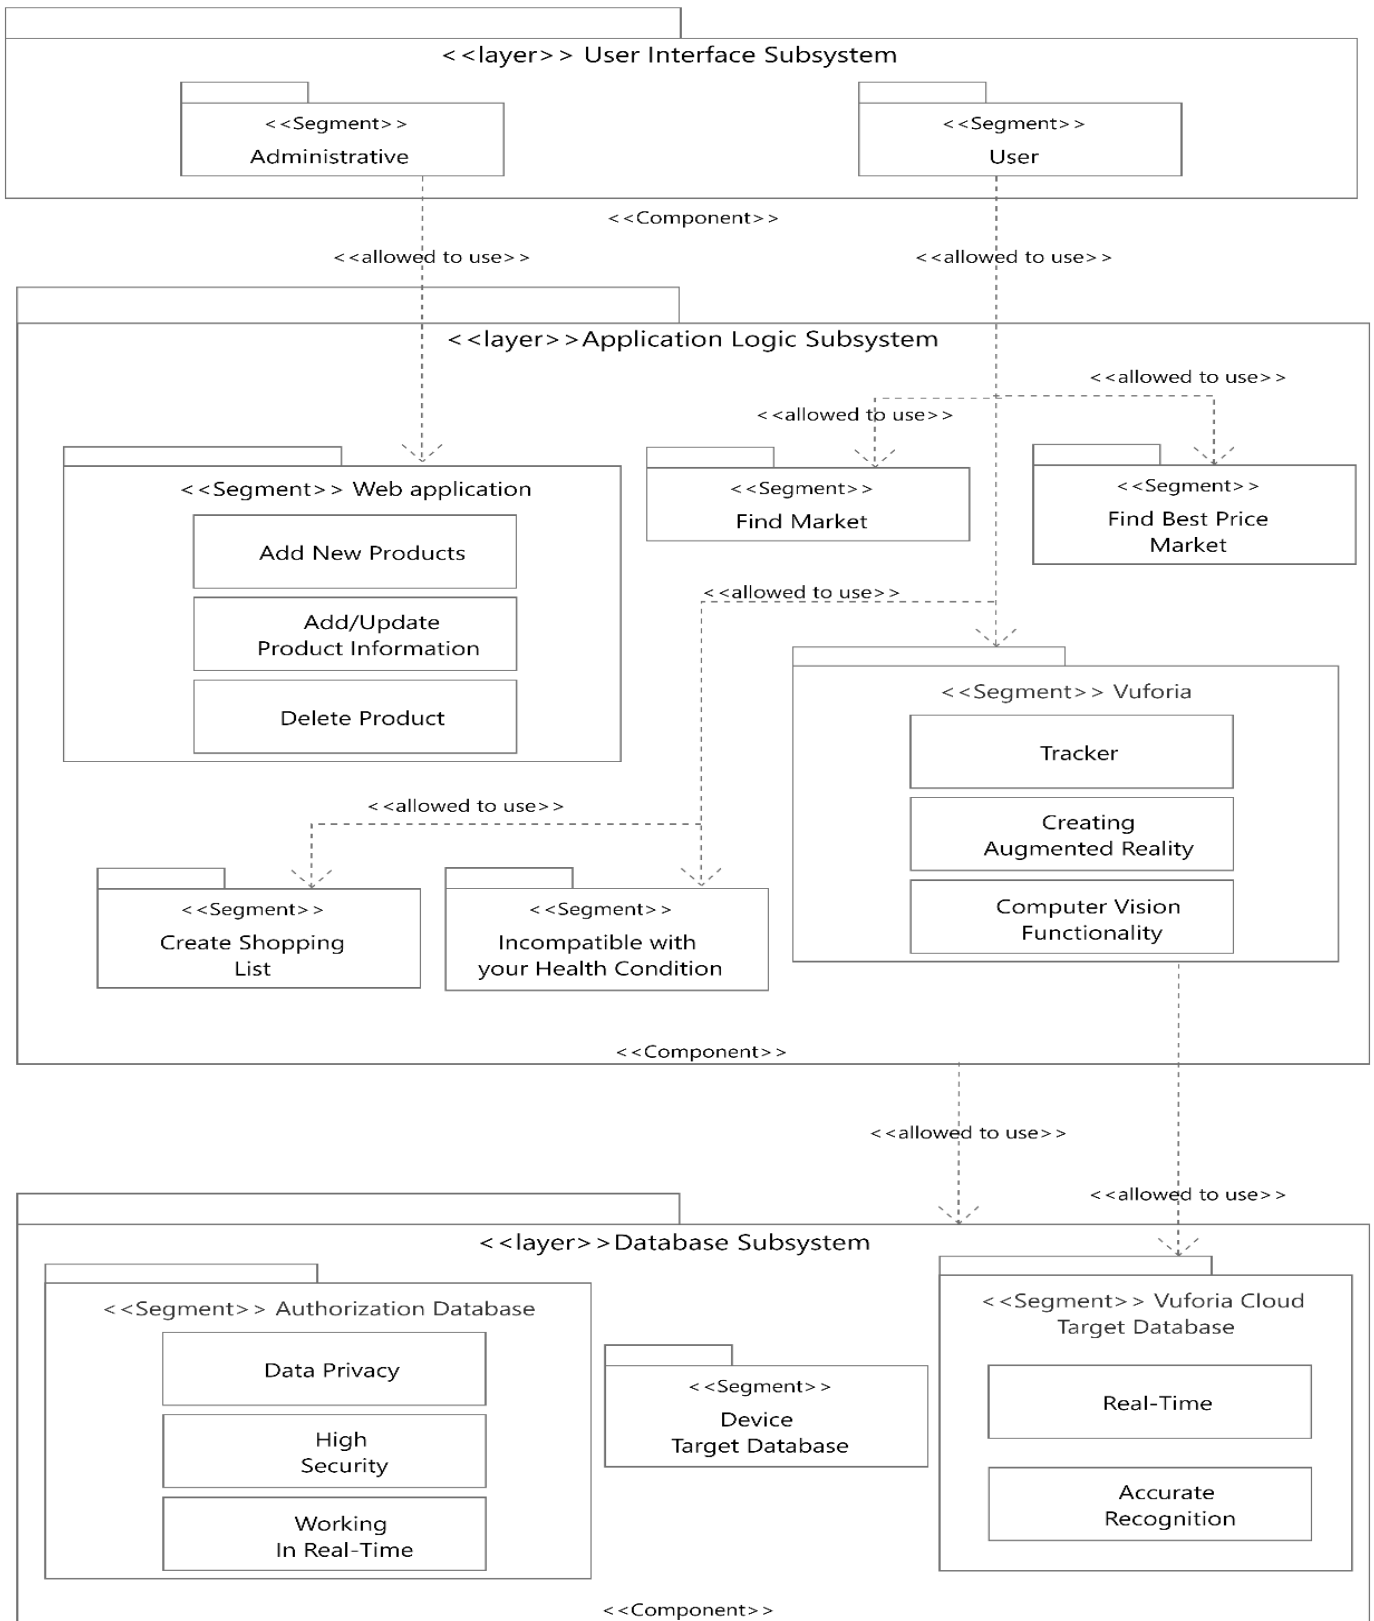 <<layer>> User Interface Subsystem
<<Segment>>
Administrative
<<Segment>>
User
<<Component>>
<<allowed to use>>
<<allowed to use>>
<<layer>>Application Logic Subsystem
<<allowed to use>>
<<allowed to use>>
<<Segment>> Web application
Add New Products
Add/Update
Product Information
Delete Product
<<Segment>>
Find Market
<<Segment>>
Find Best Price
Market
<<allowed to use>>
<<Segment>> Vuforia
Tracker
Creating
Augmented Reality
Computer Vision
Functionality
<<allowed to use>>
<<Segment>>
Create Shopping
List
<<Segment>>
Incompatible with
your Health Condition
<<Component>>
<<allowed to use>>
<<allowed to use>>
<<layer>>Database Subsystem
<<Segment>> Authorization Database
Data Privacy
High
Security
Working
In Real-Time
<<Segment>>
Device
Target Database
<<Segment>> Vuforia Cloud
Target Database
Real-Time
Accurate
Recognition
<<Component>>